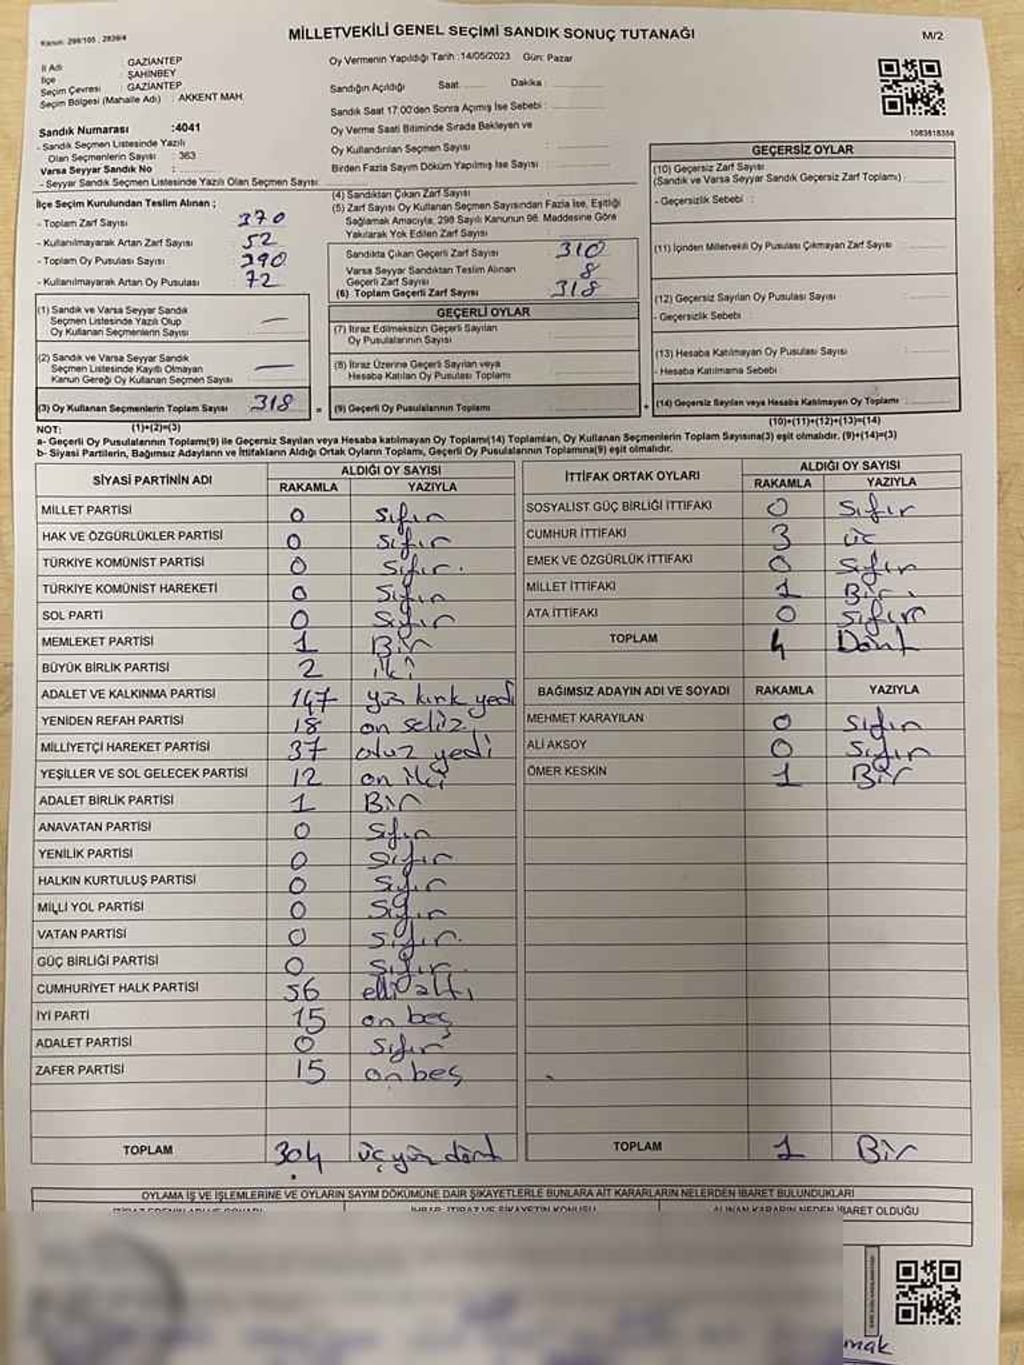 Kanun: 298/105 , 2839/4
MİLLETVEKİLİ GENEL SEÇİMİ SANDIK SONUÇ TUTANAĞI
M/2
İl Adı : GAZİANTEP
İlçe : ŞAHİNBEY
Seçim Çevresi : GAZİANTEP
Seçim Bölgesi (Mahalle Adı) : AKKENT MAH
Sandık Numarası :4041
- Sandık Seçmen Listesinde Yazılı
Olan Seçmenlerin Sayısı : 363
Varsa Seyyar Sandık No :
- Seyyar Sandık Seçmen Listesinde Yazılı Olan Seçmen Sayısı:
Oy Vermenin Yapıldığı Tarih :14/05/2023 Gün: Pazar
Sandığın Açıldığı Saat Dakika :
Sandık Saat 17:00'den Sonra Açımış İse Sebebi :
Oy Verme Saati Bitiminde Sırada Bekleyen ve
Oy Kullandırılan Seçmen Sayısı :
Birden Fazla Sayım Döküm Yapılmış İse Sayısı :
1083618356
İlçe Seçim Kurulundan Teslim Alınan ;
- Toplam Zarf Sayısı 370
- Kullanılmayarak Artan Zarf Sayısı 52
- Toplam Oy Pusulası Sayısı 390
- Kullanılmayarak Artan Oy Pusulası 72
(1) Sandık ve Varsa Seyyar Sandık
Seçmen Listesinde Yazılı Olup
Oy Kullanan Seçmenlerin Sayısı —
(2) Sandık ve Varsa Seyyar Sandık
Seçmen Listesinde Kayıtlı Olmayan
Kanun Gereği Oy Kullanan Seçmen Sayısı —
(3) Oy Kullanan Seçmenlerin Toplam Sayısı 318
(4) Sandıktan Çıkan Zarf Sayısı :
(5) Zarf Sayısı Oy Kullanan Seçmen Sayısından Fazla İse, Eşitliği
Sağlamak Amacıyla, 298 Sayılı Kanunun 98. Maddesine Göre
Yakılarak Yok Edilen Zarf Sayısı :
Sandıkta Çıkan Geçerli Zarf Sayısı : 310
Varsa Seyyar Sandıktan Teslim Alınan
Geçerli Zarf Sayısı : 8
(6) Toplam Geçerli Zarf Sayısı : 318
GEÇERLİ OYLAR
(7) İtiraz Edilmeksizin Geçerli Sayılan
Oy Pusulalarının Sayısı :
(8) İtiraz Üzerine Geçerli Sayılan veya
Hesaba Katılan Oy Pusulası Toplamı :
= (9) Geçerli Oy Pusulalarının Toplamı :
GEÇERSİZ OYLAR
(10) Geçersiz Zarf Sayısı
(Sandık ve Varsa Seyyar Sandık Geçersiz Zarf Toplamı) :
- Geçersizlik Sebebi :
(11) İçinden Milletvekili Oy Pusulası Çıkmayan Zarf Sayısı :
(12) Geçersiz Sayılan Oy Pusulası Sayısı :
- Geçersizlik Sebebi :
(13) Hesaba Katılmayan Oy Pusulası Sayısı :
- Hesaba Katılmama Sebebi :
+ (14) Geçersiz Sayılan veya Hesaba Katılmayan Oy Toplamı :
NOT: (1)+(2)=(3)
(10)+(11)+(12)+(13)=(14)
a- Geçerli Oy Pusulalarının Toplamı(9) ile Geçersiz Sayılan veya Hesaba katılmayan Oy Toplamı(14) Toplamları, Oy Kullanan Seçmenlerin Toplam Sayısına(3) eşit olmalıdır. (9)+(14)=(3)
b- Siyasi Partilerin, Bağımsız Adayların ve İttifakların Aldığı Ortak Oyların Toplamı, Geçerli Oy Pusulalarının Toplamına(9) eşit olmalıdır.
SİYASİ PARTİNİN ADI
ALDIĞI OY SAYISI
RAKAMLA YAZIYLA
MİLLET PARTİSİ 0 sıfır
HAK VE ÖZGÜRLÜKLER PARTİSİ 0 sıfır
TÜRKİYE KOMÜNİST PARTİSİ 0 sıfır.
TÜRKİYE KOMÜNİST HAREKETİ 0 sıfır
SOL PARTİ 0 sıfır
MEMLEKET PARTİSİ 1 Bir
BÜYÜK BİRLİK PARTİSİ 2 iki
ADALET VE KALKINMA PARTİSİ 147 yüz kırk yedi
YENİDEN REFAH PARTİSİ 18 on sekiz
MİLLİYETÇİ HAREKET PARTİSİ 37 otuz yedi
YEŞİLLER VE SOL GELECEK PARTİSİ 12 on iki
ADALET BİRLİK PARTİSİ 1 Bir
ANAVATAN PARTİSİ 0 sıfır
YENİLİK PARTİSİ 0 sıfır
HALKIN KURTULUŞ PARTİSİ 0 sıfır
MİLLİ YOL PARTİSİ 0 sıfır
VATAN PARTİSİ 0 sıfır.
GÜÇ BİRLİĞİ PARTİSİ 0 sıfır
CUMHURİYET HALK PARTİSİ 56 elli altı
İYİ PARTİ 15 on beş
ADALET PARTİSİ 0 sıfır
ZAFER PARTİSİ 15 on beş
TOPLAM 304 üç yüz dört
İTTİFAK ORTAK OYLARI
ALDIĞI OY SAYISI
RAKAMLA YAZIYLA
SOSYALİST GÜÇ BİRLİĞİ İTTİFAKI 0 sıfır
CUMHUR İTTİFAKI 3 üç
EMEK VE ÖZGÜRLÜK İTTİFAKI 0 sıfır
MİLLET İTTİFAKI 1 Bir.
ATA İTTİFAKI 0 sıfır
TOPLAM 4 Dört
BAĞIMSIZ ADAYIN ADI VE SOYADI RAKAMLA YAZIYLA
MEHMET KARAYILAN 0 sıfır
ALİ AKSOY 0 sıfır
ÖMER KESKİN 1 Bir
TOPLAM 1 Bir
OYLAMA İŞ VE İŞLEMLERİNE VE OYLARIN SAYIM DÖKÜMÜNE DAİR ŞİKAYETLERLE BUNLARA AİT KARARLARIN NELERDEN İBARET BULUNDUKLARI
İHBAR, İTİRAZ VE ŞİKAYETİN KONUSU
ALINAN KARARIN NEDEN İBARET OLDUĞU